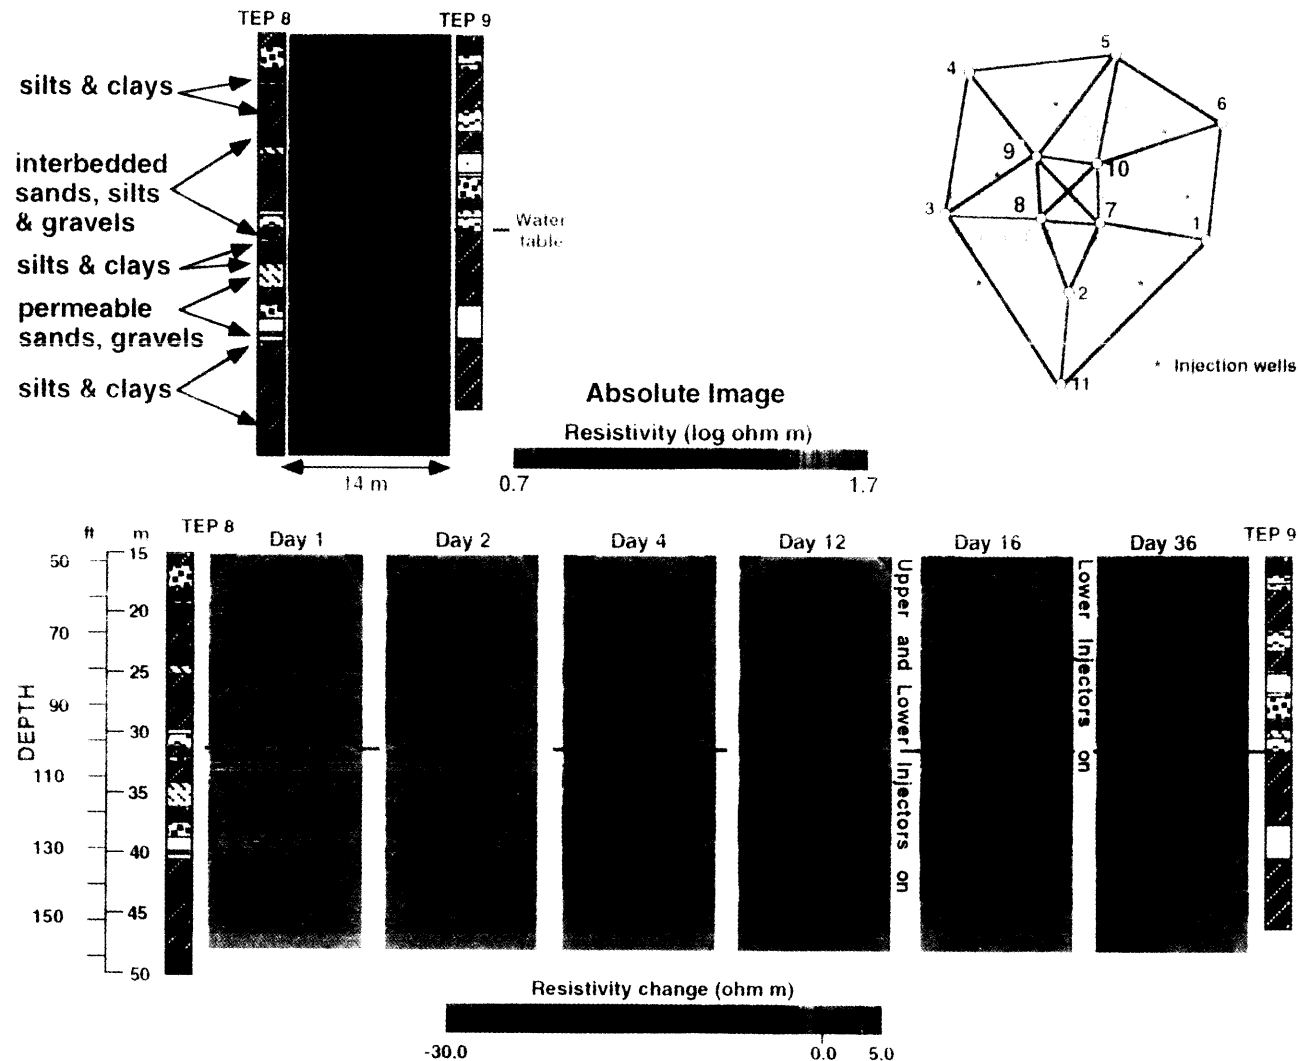 TEP 8
TEP 9
silts & clays
interbedded
sands, silts
& gravels
silts & clays
permeable
sands, gravels
silts & clays
Water
table
14 m
Absolute Image
Resistivity (log ohm m)
0.7
1.7
4
5
6
9
10
3
8
7
1
2
11
* Injection wells
ft
m
TEP 8
Day 1
Day 2
Day 4
Day 12
Day 16
Day 36
TEP 9
DEPTH
50
70
90
110
130
150
15
20
25
30
35
40
45
50
Upper and Lower Injectors on
Lower Injectors on
Resistivity change (ohm m)
-30.0
0.0
5.0